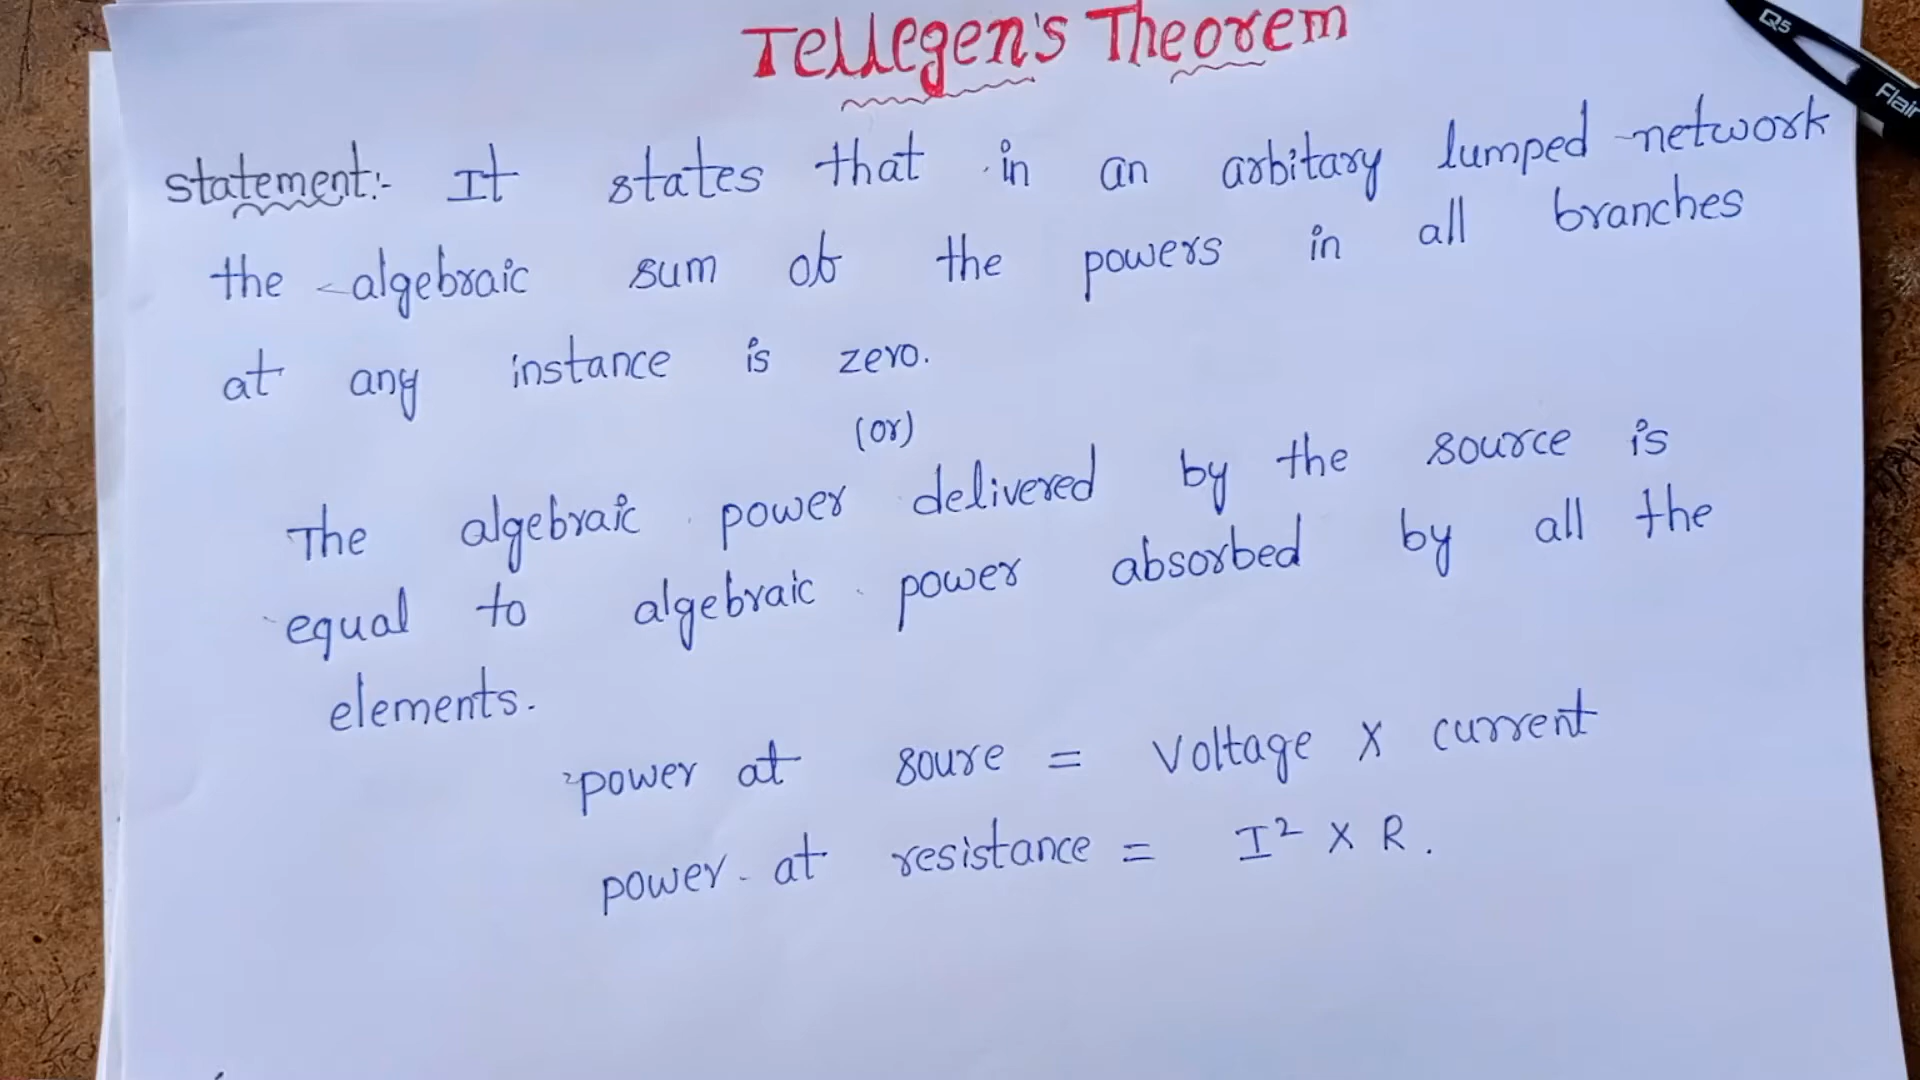 Tellegen's Theorem
Statement:- It states that in an arbitary lumped network
the algebraic sum of the powers in all branches
at any instance is zero.
(or)
The algebraic power delivered by the source is
equal to algebraic power absorbed by all the
elements.
power at soure = Voltage X current
power at resistance = I² X R.
Q5
Flair